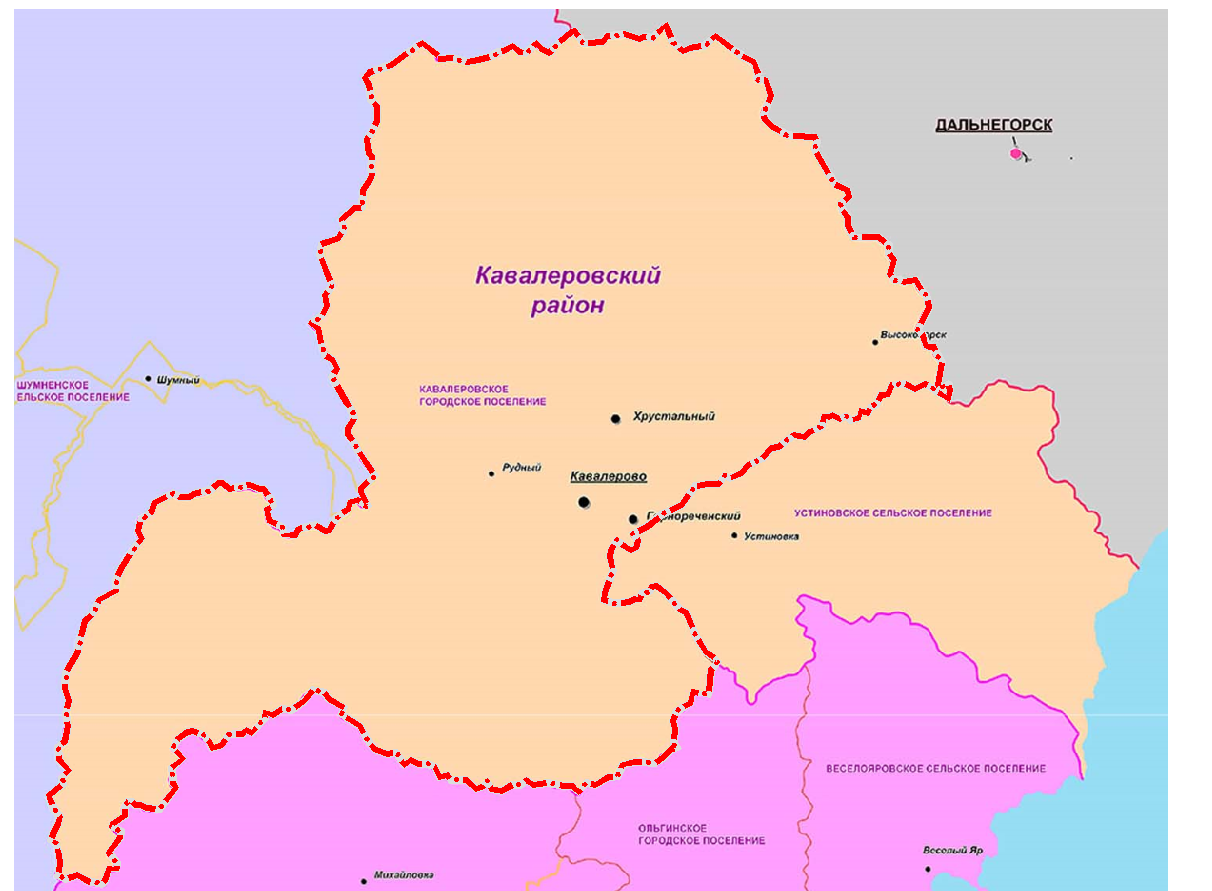 ДАЛЬНЕГОРСК
Кавалеровский
район
Высокогорск
Шумный
ШУМНЕНСКОЕ
ЕЛЬСКОЕ ПОСЕЛЕНИЕ
КАВАЛЕРОВСКОЕ
ГОРОДСКОЕ ПОСЕЛЕНИЕ
Хрустальный
Рудный
Кавалерово
Горнореченский
УСТИНОВСКОЕ СЕЛЬСКОЕ ПОСЕЛЕНИЕ
Устиновка
ВЕСЕЛОЯРОВСКОЕ СЕЛЬСКОЕ ПОСЕЛЕНИЕ
ОЛЬГИНСКОЕ
ГОРОДСКОЕ ПОСЕЛЕНИЕ
Веселый Яр
Михайловка